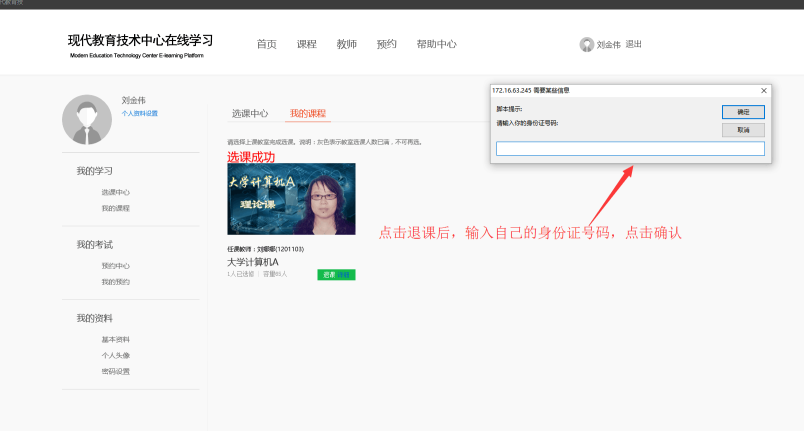 现代教育技术中心在线学习
Modern Education Technology Center E-learning Platform
首页 课程 教师 预约 帮助中心
刘金伟 退出
刘金伟
个人资料设置
我的学习
选课中心
我的课程
我的考试
预约中心
我的预约
我的资料
基本资料
个人头像
密码设置
选课中心 我的课程
请选择上课教室完成选课。说明：灰色表示教室选课人数已满，不可再选。
选课成功
大学计算机A
理论课
任课教师：刘娜娜(1201103)
大学计算机A
1人已选修 | 容量65人
退课
172.16.63.245 需要某些信息
脚本提示:
请输入你的身份证号码:
确定
取消
点击退课后，输入自己的身份证号码，点击确认